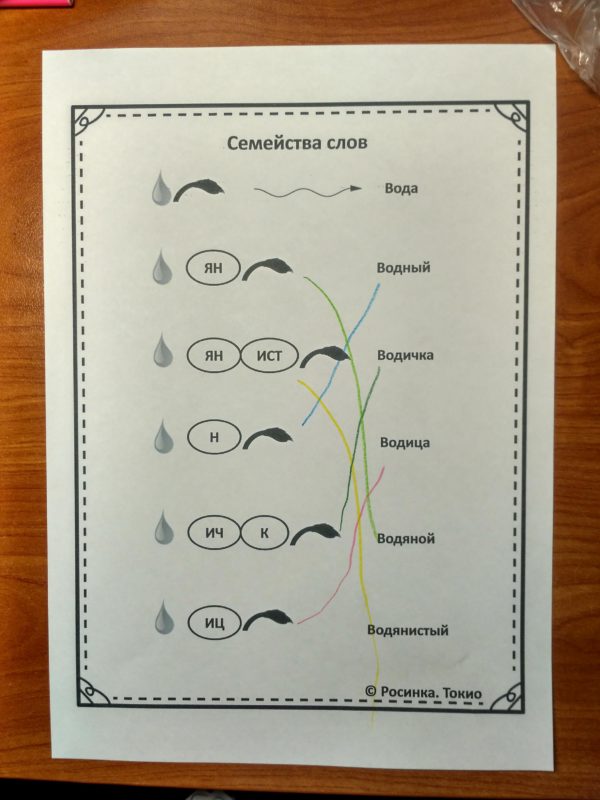 Семейства слов
Вода
ЯН Водный
ЯН ИСТ Водичка
Н Водица
ИЧ К Водяной
ИЦ Водянистый
© Росинка. Токио